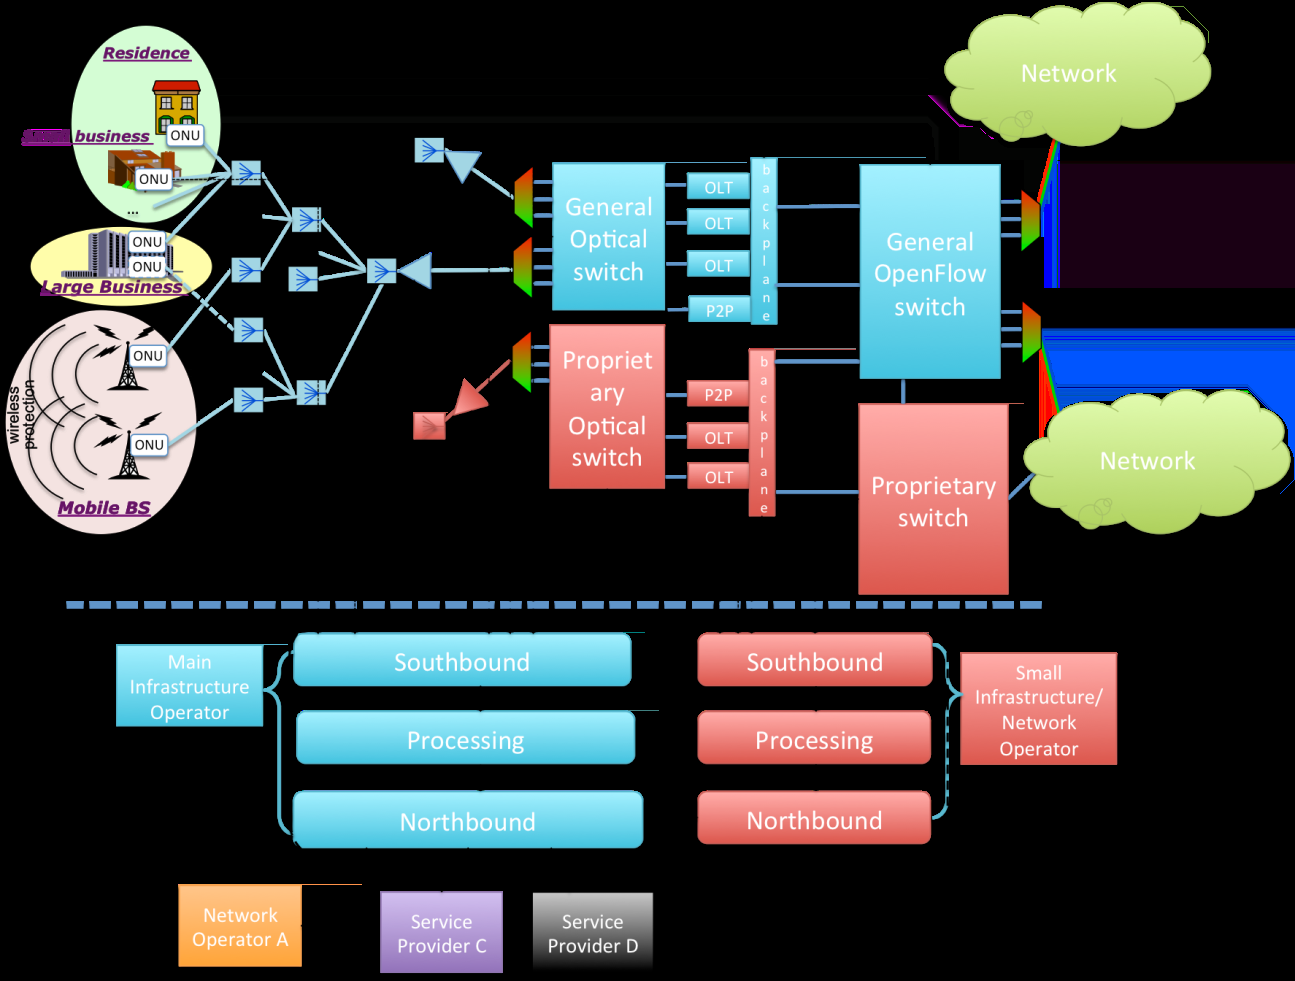 Residence
ONU
business
ONU
...
ONU
ONU
Large Business
ONU
wireless
protection
ONU
Mobile BS
General
Optical
switch
OLT
OLT
OLT
P2P
backplane
General
OpenFlow
switch
Network
Propriet
ary
Optical
switch
P2P
OLT
OLT
backplane
Proprietary
switch
Network
Main
Infrastructure
Operator
Southbound
Processing
Northbound
Southbound
Processing
Northbound
Small
Infrastructure/
Network
Operator
Network
Operator A
Service
Provider C
Service
Provider D